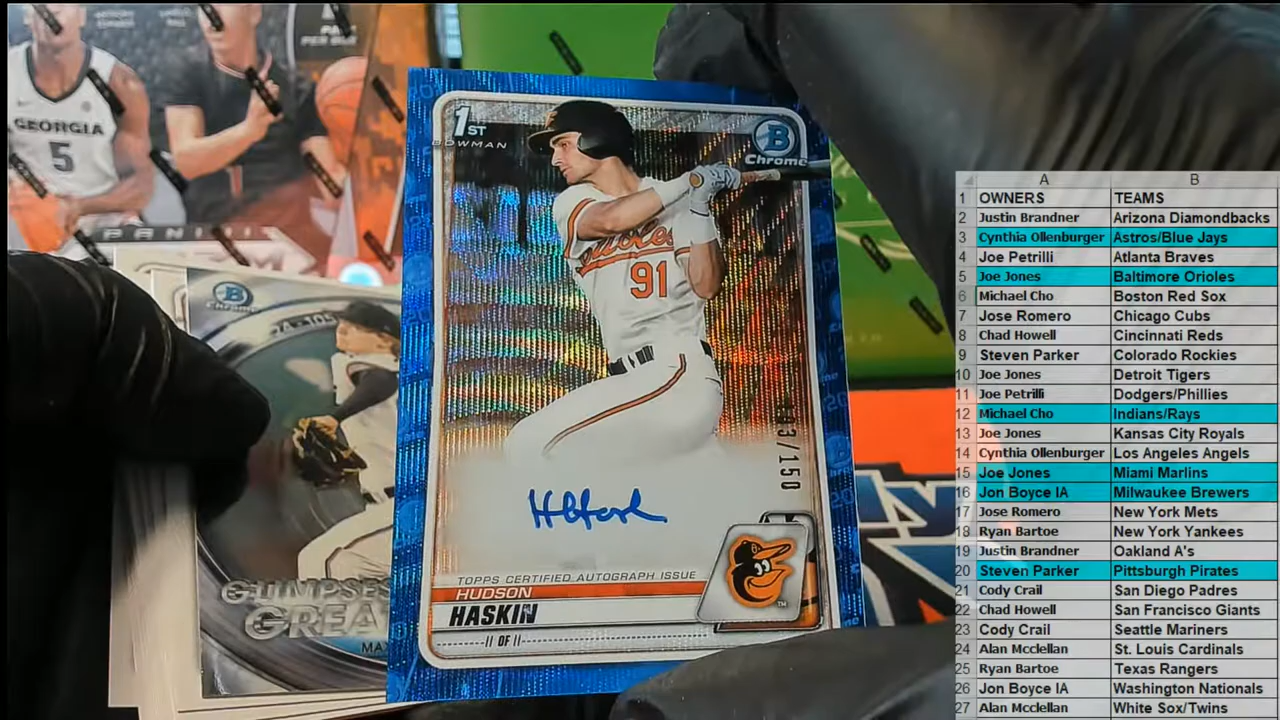 GEORGIA
5
PANINI
1ST
BOWMAN
B
Chrome
Orioles
91
/150
TOPPS CERTIFIED AUTOGRAPH ISSUE
HUDSON
HASKIN
OF
B
Chrome
GLIMPSES
GREA
MAX
A B
1 OWNERS TEAMS
2 Justin Brandner Arizona Diamondbacks
3 Cynthia Ollenburger Astros/Blue Jays
4 Joe Petrilli Atlanta Braves
5 Joe Jones Baltimore Orioles
6 Michael Cho Boston Red Sox
7 Jose Romero Chicago Cubs
8 Chad Howell Cincinnati Reds
9 Steven Parker Colorado Rockies
10 Joe Jones Detroit Tigers
11 Joe Petrilli Dodgers/Phillies
12 Michael Cho Indians/Rays
13 Joe Jones Kansas City Royals
14 Cynthia Ollenburger Los Angeles Angels
15 Joe Jones Miami Marlins
16 Jon Boyce IA Milwaukee Brewers
17 Jose Romero New York Mets
18 Ryan Bartoe New York Yankees
19 Justin Brandner Oakland A's
20 Steven Parker Pittsburgh Pirates
21 Cody Crail San Diego Padres
22 Chad Howell San Francisco Giants
23 Cody Crail Seattle Mariners
24 Alan Mcclellan St. Louis Cardinals
25 Ryan Bartoe Texas Rangers
26 Jon Boyce IA Washington Nationals
27 Alan Mcclellan White Sox/Twins